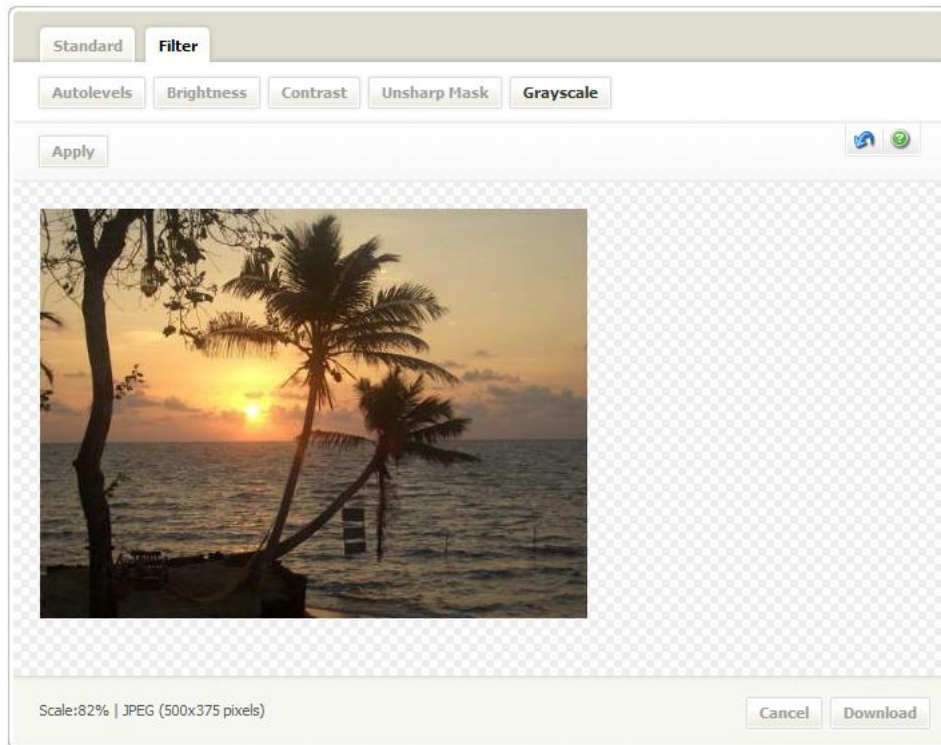 Standard Filter
Autolevels Brightness Contrast Unsharp Mask Grayscale
Apply
Scale:82% | JPEG (500x375 pixels)
Cancel Download